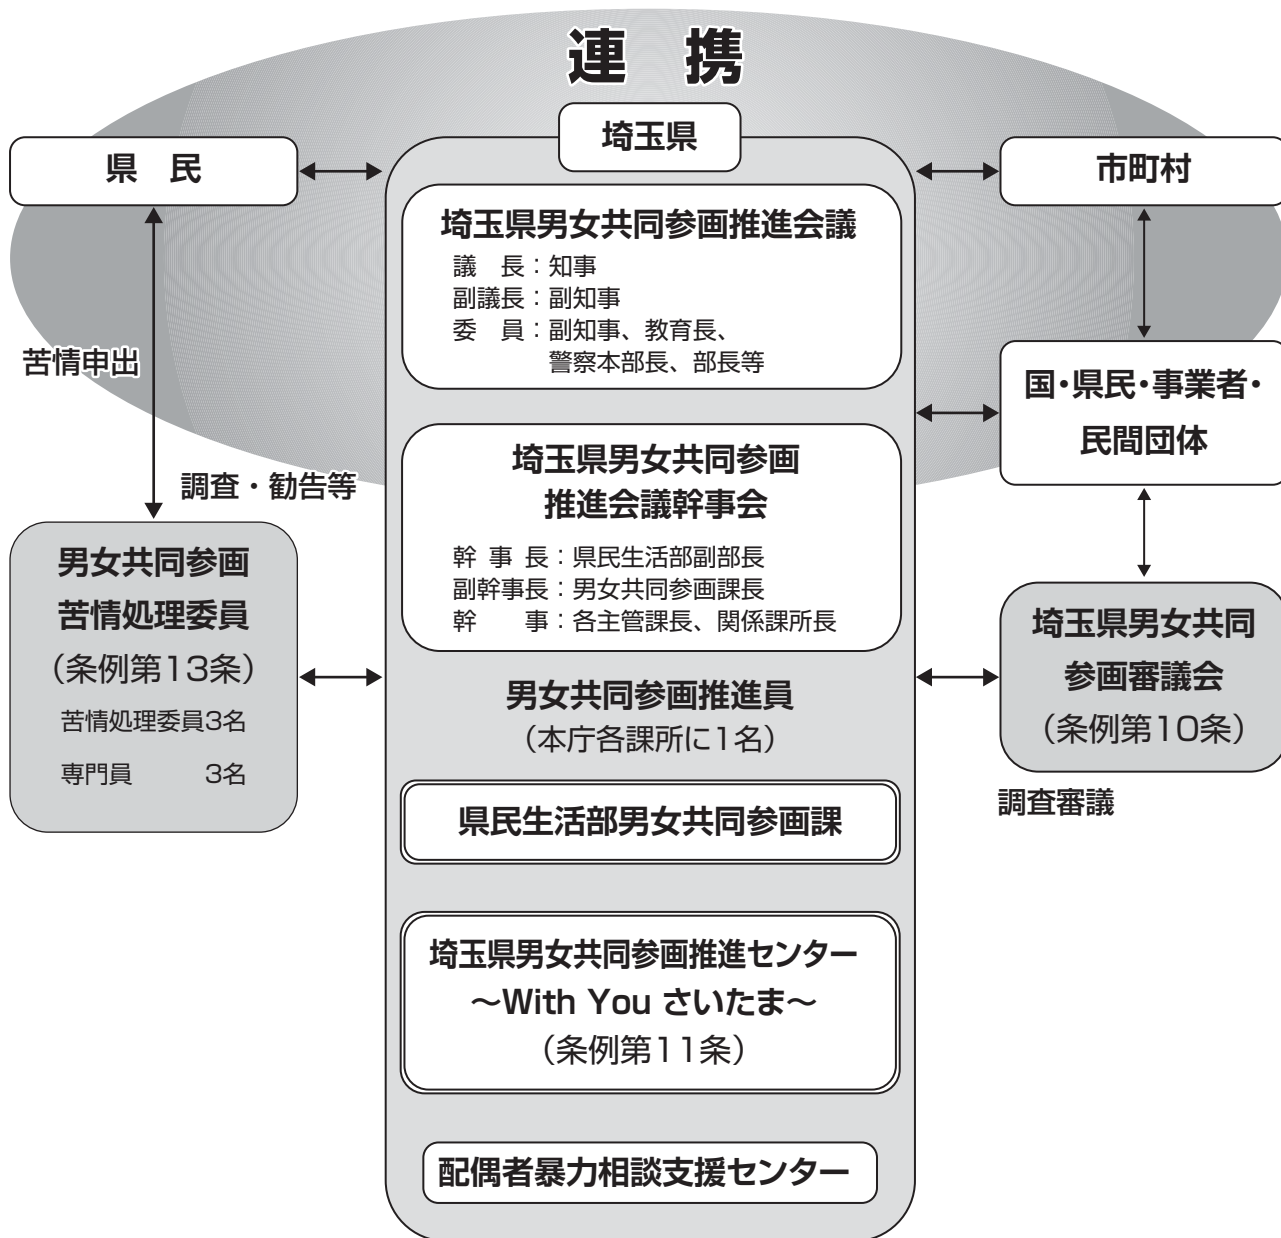 連 携
埼玉県
県 民
市町村
埼玉県男女共同参画推進会議
議 長：知事
副議長：副知事
委 員：副知事、教育長、
警察本部長、部長等
苦情申出
調査・勧告等
国・県民・事業者・
民間団体
埼玉県男女共同参画
推進会議幹事会
幹 事 長：県民生活部副部長
副幹事長：男女共同参画課長
幹 事：各主管課長、関係課所長
男女共同参画
苦情処理委員
（条例第13条）
苦情処理委員3名
専門員 3名
男女共同参画推進員
（本庁各課所に1名）
埼玉県男女共同
参画審議会
（条例第10条）
調査審議
県民生活部男女共同参画課
埼玉県男女共同参画推進センター
～With You さいたま～
（条例第11条）
配偶者暴力相談支援センター